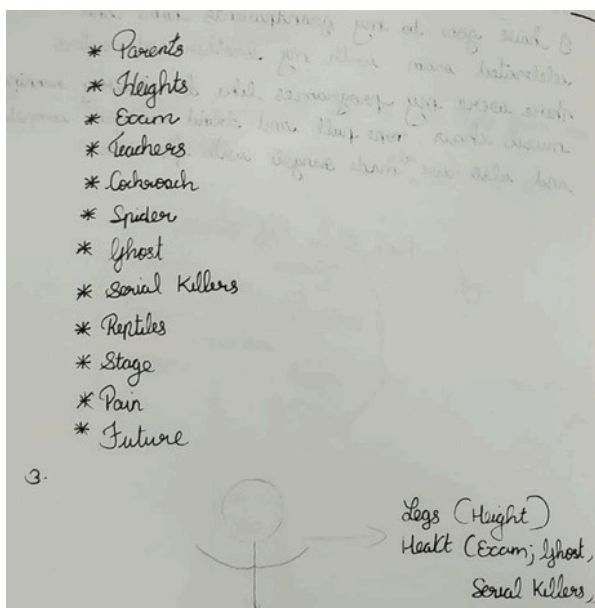 * Parents
* Heights
* Exam
* Teachers
* Cockroach
* Spider
* Ghost
* Serial Killers
* Reptiles
* Stage
* Pain
* Future
3.
Legs (Height)
Heakt (Exam; Ghost,
Serial Killers,